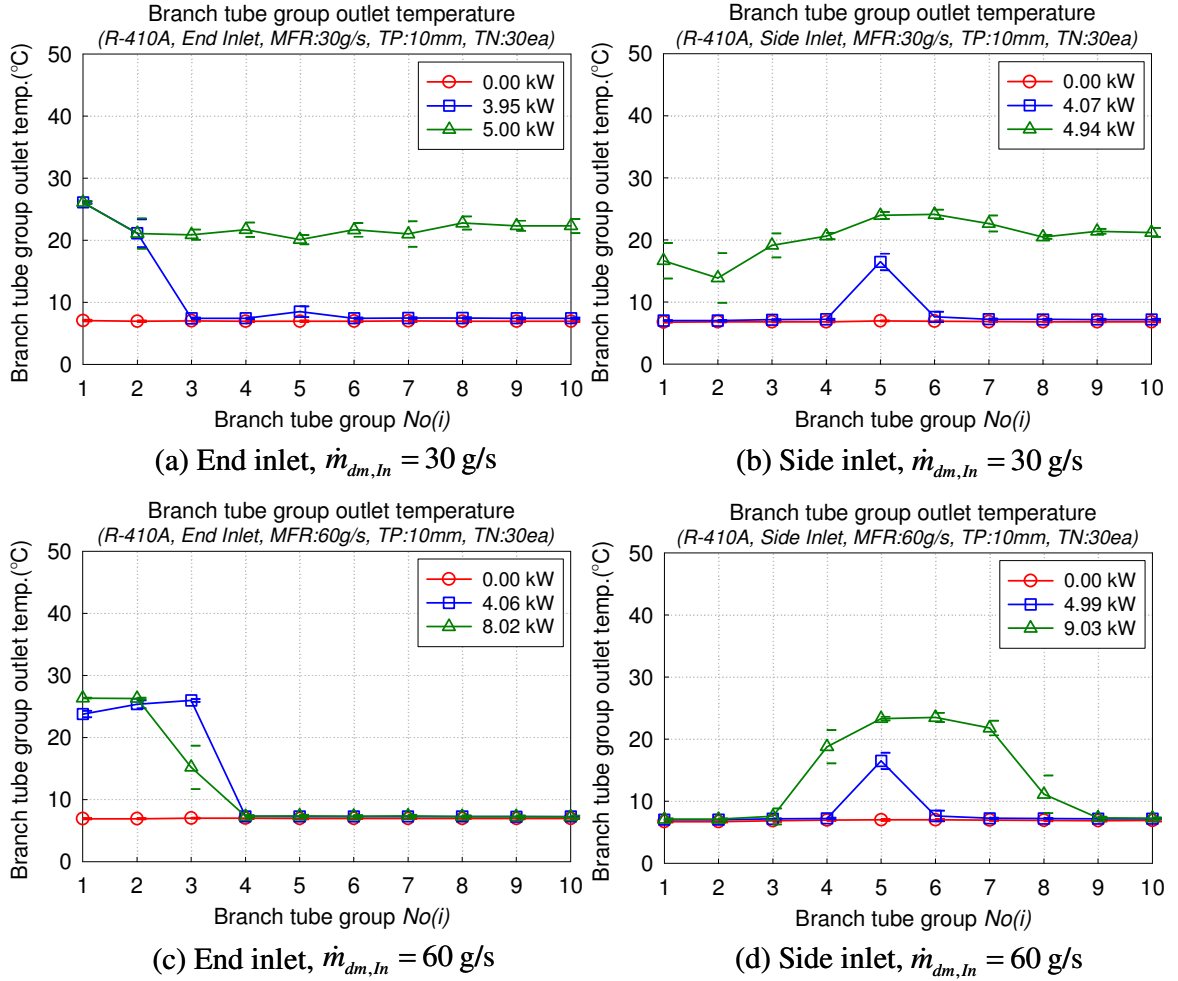 Branch tube group outlet temperature
(R-410A, End Inlet, MFR:30g/s, TP:10mm, TN:30ea)
Branch tube group outlet temp.(°C)
50
40
30
20
10
0
0.00 kW
3.95 kW
5.00 kW
1 2 3 4 5 6 7 8 9 10
Branch tube group No(i)
(a) End inlet, ṁ_dm,In = 30 g/s
Branch tube group outlet temperature
(R-410A, Side Inlet, MFR:30g/s, TP:10mm, TN:30ea)
Branch tube group outlet temp.(°C)
50
40
30
20
10
0
0.00 kW
4.07 kW
4.94 kW
1 2 3 4 5 6 7 8 9 10
Branch tube group No(i)
(b) Side inlet, ṁ_dm,In = 30 g/s
Branch tube group outlet temperature
(R-410A, End Inlet, MFR:60g/s, TP:10mm, TN:30ea)
Branch tube group outlet temp.(°C)
50
40
30
20
10
0
0.00 kW
4.06 kW
8.02 kW
1 2 3 4 5 6 7 8 9 10
Branch tube group No(i)
(c) End inlet, ṁ_dm,In = 60 g/s
Branch tube group outlet temperature
(R-410A, Side Inlet, MFR:60g/s, TP:10mm, TN:30ea)
Branch tube group outlet temp.(°C)
50
40
30
20
10
0
0.00 kW
4.99 kW
9.03 kW
1 2 3 4 5 6 7 8 9 10
Branch tube group No(i)
(d) Side inlet, ṁ_dm,In = 60 g/s